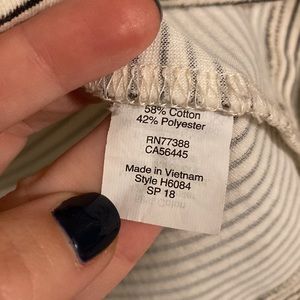 58% Cotton
42% Polyester
RN77388
CA56445
Made in Vietnam
Style H6084
SP 18